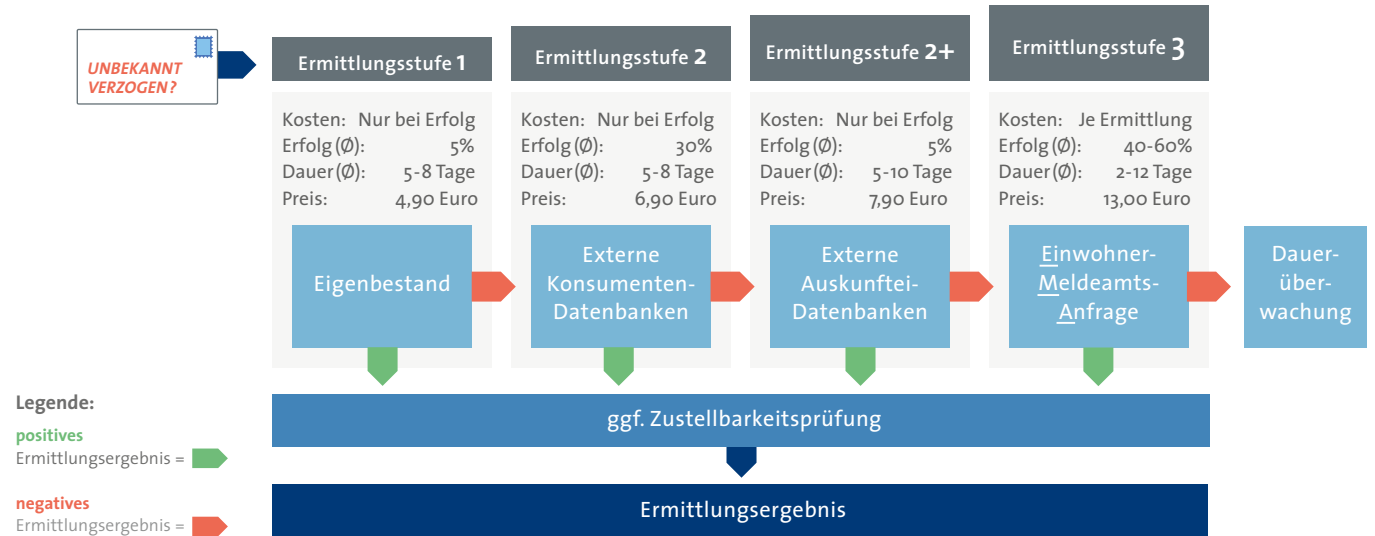 UNBEKANNT
VERZOGEN?
Ermittlungsstufe 1
Kosten: Nur bei Erfolg
Erfolg (Ø): 5%
Dauer (Ø): 5-8 Tage
Preis: 4,90 Euro
Eigenbestand
Ermittlungsstufe 2
Kosten: Nur bei Erfolg
Erfolg (Ø): 30%
Dauer (Ø): 5-8 Tage
Preis: 6,90 Euro
Externe
Konsumenten-
Datenbanken
Ermittlungsstufe 2+
Kosten: Nur bei Erfolg
Erfolg (Ø): 5%
Dauer (Ø): 5-10 Tage
Preis: 7,90 Euro
Externe
Auskunftei-
Datenbanken
Ermittlungsstufe 3
Kosten: Je Ermittlung
Erfolg (Ø): 40-60%
Dauer (Ø): 2-12 Tage
Preis: 13,00 Euro
Einwohner-
Meldeamts-
Anfrage
Dauer-
über-
wachung
ggf. Zustellbarkeitsprüfung
Ermittlungsergebnis
Legende:
positives
Ermittlungsergebnis =
negatives
Ermittlungsergebnis =